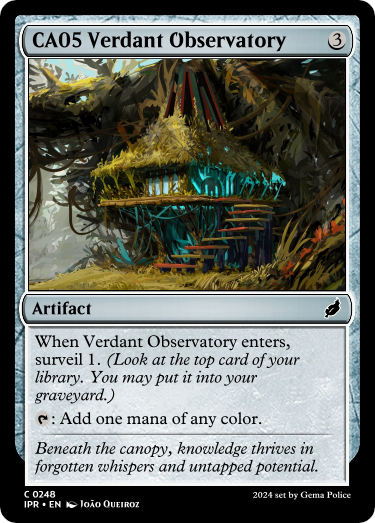 CA05 Verdant Observatory 3
Artifact
When Verdant Observatory enters,
surveil 1. (Look at the top card of your
library. You may put it into your
graveyard.)
: Add one mana of any color.
Beneath the canopy, knowledge thrives in
forgotten whispers and untapped potential.
C 0248
IPR • EN João Queiroz
2024 set by Gema Police